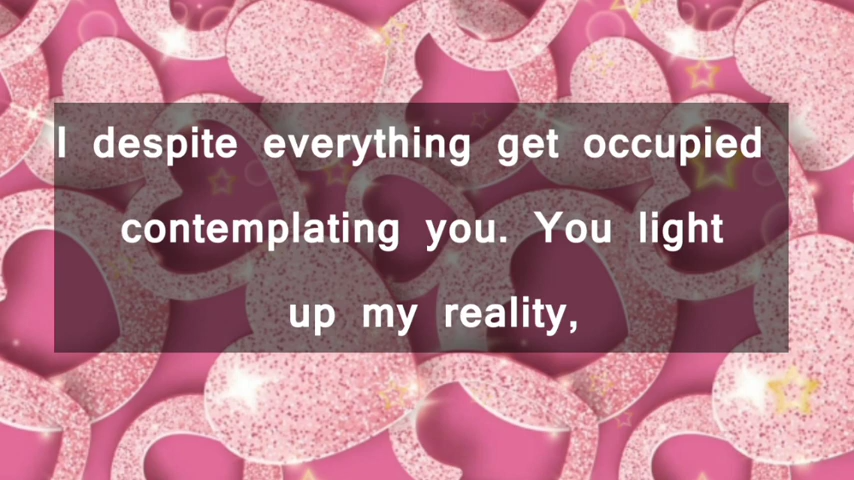 I despite everything get occupied
contemplating you. You light
up my reality,